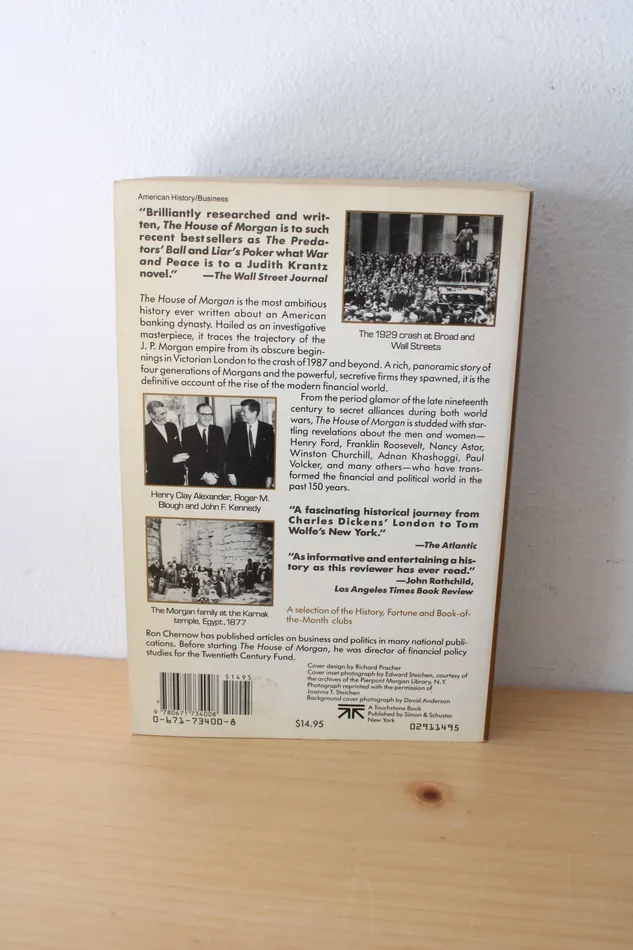 American History/Business
“Brilliantly researched and writ-
ten, The House of Morgan is to such
recent bestsellers as The Preda-
tors’ Ball and Liar’s Poker what War
and Peace is to a Judith Krantz
novel.” —The Wall Street Journal
The 1929 crash at Broad and
Wall Streets
The House of Morgan is the most ambitious
history ever written about an American
banking dynasty. Hailed as an investigative
masterpiece, it traces the trajectory of the
J. P. Morgan empire from its obscure begin-
nings in Victorian London to the crash of 1987 and beyond. A rich, panoramic story of
four generations of Morgans and the powerful, secretive firms they spawned, it is the
definitive account of the rise of the modern financial world.
From the period glamor of the late nineteenth
century to secret alliances during both world
wars, The House of Morgan is studded with star-
tling revelations about the men and women—
Henry Ford, Franklin Roosevelt, Nancy Astor,
Winston Churchill, Adnan Khashoggi, Paul
Volcker, and many others—who have trans-
formed the financial and political world in the
past 150 years.
Henry Clay Alexander, Roger M.
Blough and John F. Kennedy
“A fascinating historical journey from
Charles Dickens’ London to Tom
Wolfe’s New York.”
—The Atlantic
“As informative and entertaining a his-
tory as this reviewer has ever read.”
—John Rothchild,
Los Angeles Times Book Review
The Morgan family at the Karnak
temple, Egypt, 1877
A selection of the History, Fortune and Book-of-
the-Month clubs
Ron Chernow has published articles on business and politics in many national publi-
cations. Before starting The House of Morgan, he was director of financial policy
studies for the Twentieth Century Fund.
Cover design by Richard Pracher
Cover inset photograph by Edward Steichen, courtesy of
the archives of the Pierpont Morgan Library, N.Y.
Photograph reprinted with the permission of
Joanna T. Steichen
Background cover photograph by David Anderson
A Touchstone Book
Published by Simon & Schuster
New York
51495
9 780671 734008
0-671-73400-8
$14.95
02911495